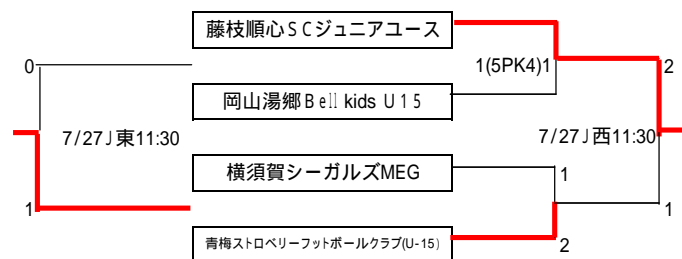 藤枝順心SCジュニアユース
0
1(5PK4)1
2
岡山湯郷Bell kids U15
7/27J東11:30
7/27J西11:30
横須賀シーガルズMEG
1
1
1
青梅ストロベリーフットボールクラブ(U-15)
2